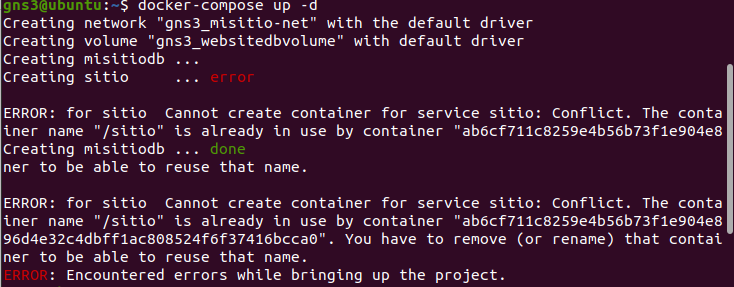 gns3@ubuntu:~$ docker-compose up -d
Creating network "gns3_misitio-net" with the default driver
Creating volume "gns3_websitedbvolume" with default driver
Creating misitiodb ...
Creating sitio     ... error

ERROR: for sitio  Cannot create container for service sitio: Conflict. The conta
iner name "/sitio" is already in use by container "ab6cf711c8259e4b56b73f1e904e8
Creating misitiodb ... done
ner to be able to reuse that name.

ERROR: for sitio  Cannot create container for service sitio: Conflict. The conta
iner name "/sitio" is already in use by container "ab6cf711c8259e4b56b73f1e904e8
96d4e32c4dbff1ac808524f6f37416bcca0". You have to remove (or rename) that contai
ner to be able to reuse that name.
ERROR: Encountered errors while bringing up the project.